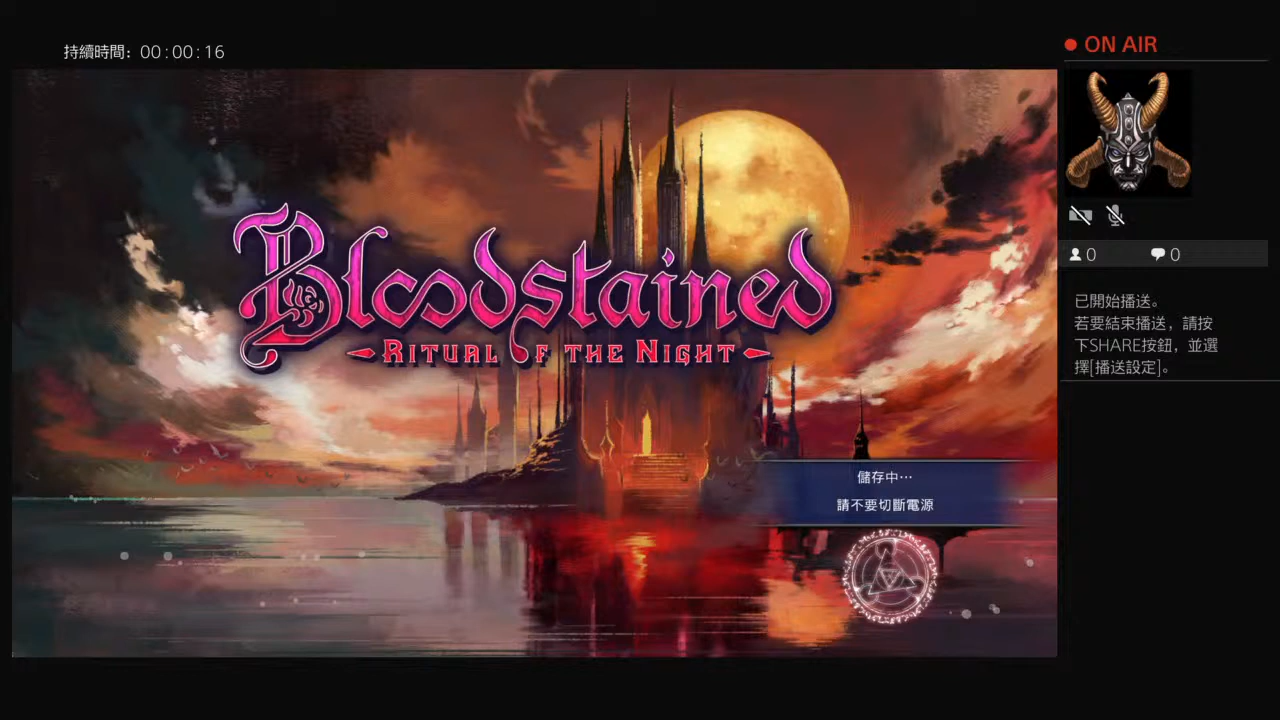 持續時間：00:00:16
ON AIR
Bloodstained
RITUAL OF THE NIGHT
0
0
已開始播送。
若要結束播送，請按
下SHARE按鈕，並選
擇[播送設定]。
儲存中…
請不要切斷電源